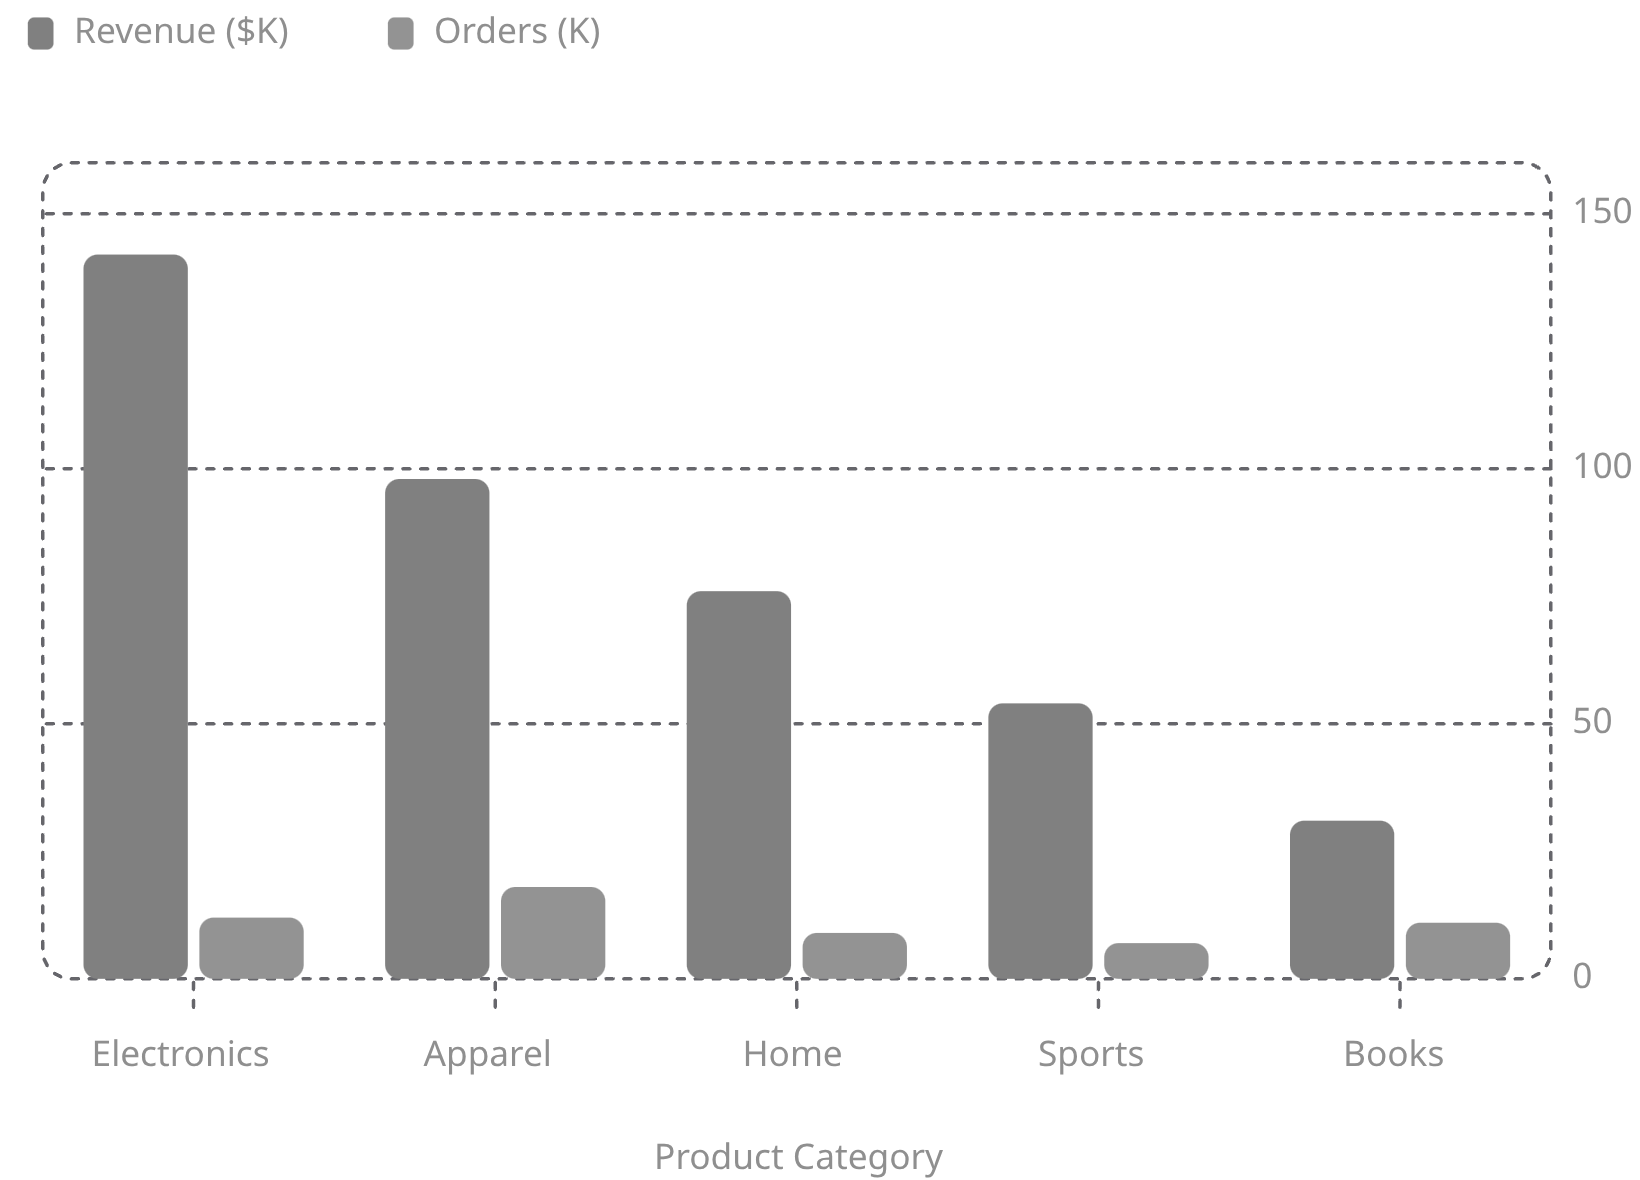 Revenue ($K) Orders (K)
150
100
50
0
Electronics Apparel Home Sports Books
Product Category